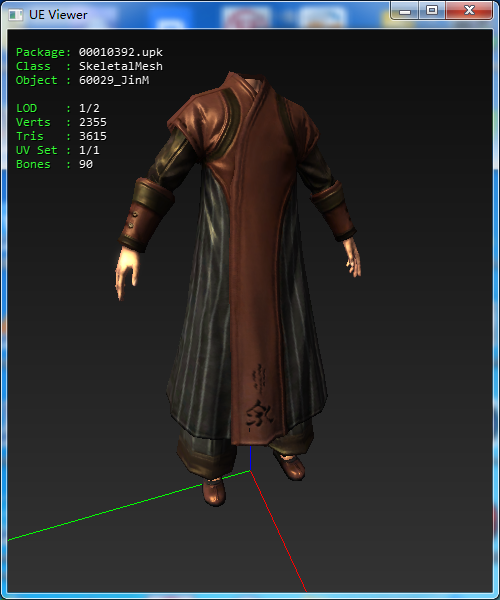 UE Viewer
Package: 00010392.upk
Class : SkeletalMesh
Object : 60029_JinM
LOD : 1/2
Verts : 2355
Tris : 3615
UV Set : 1/1
Bones : 90